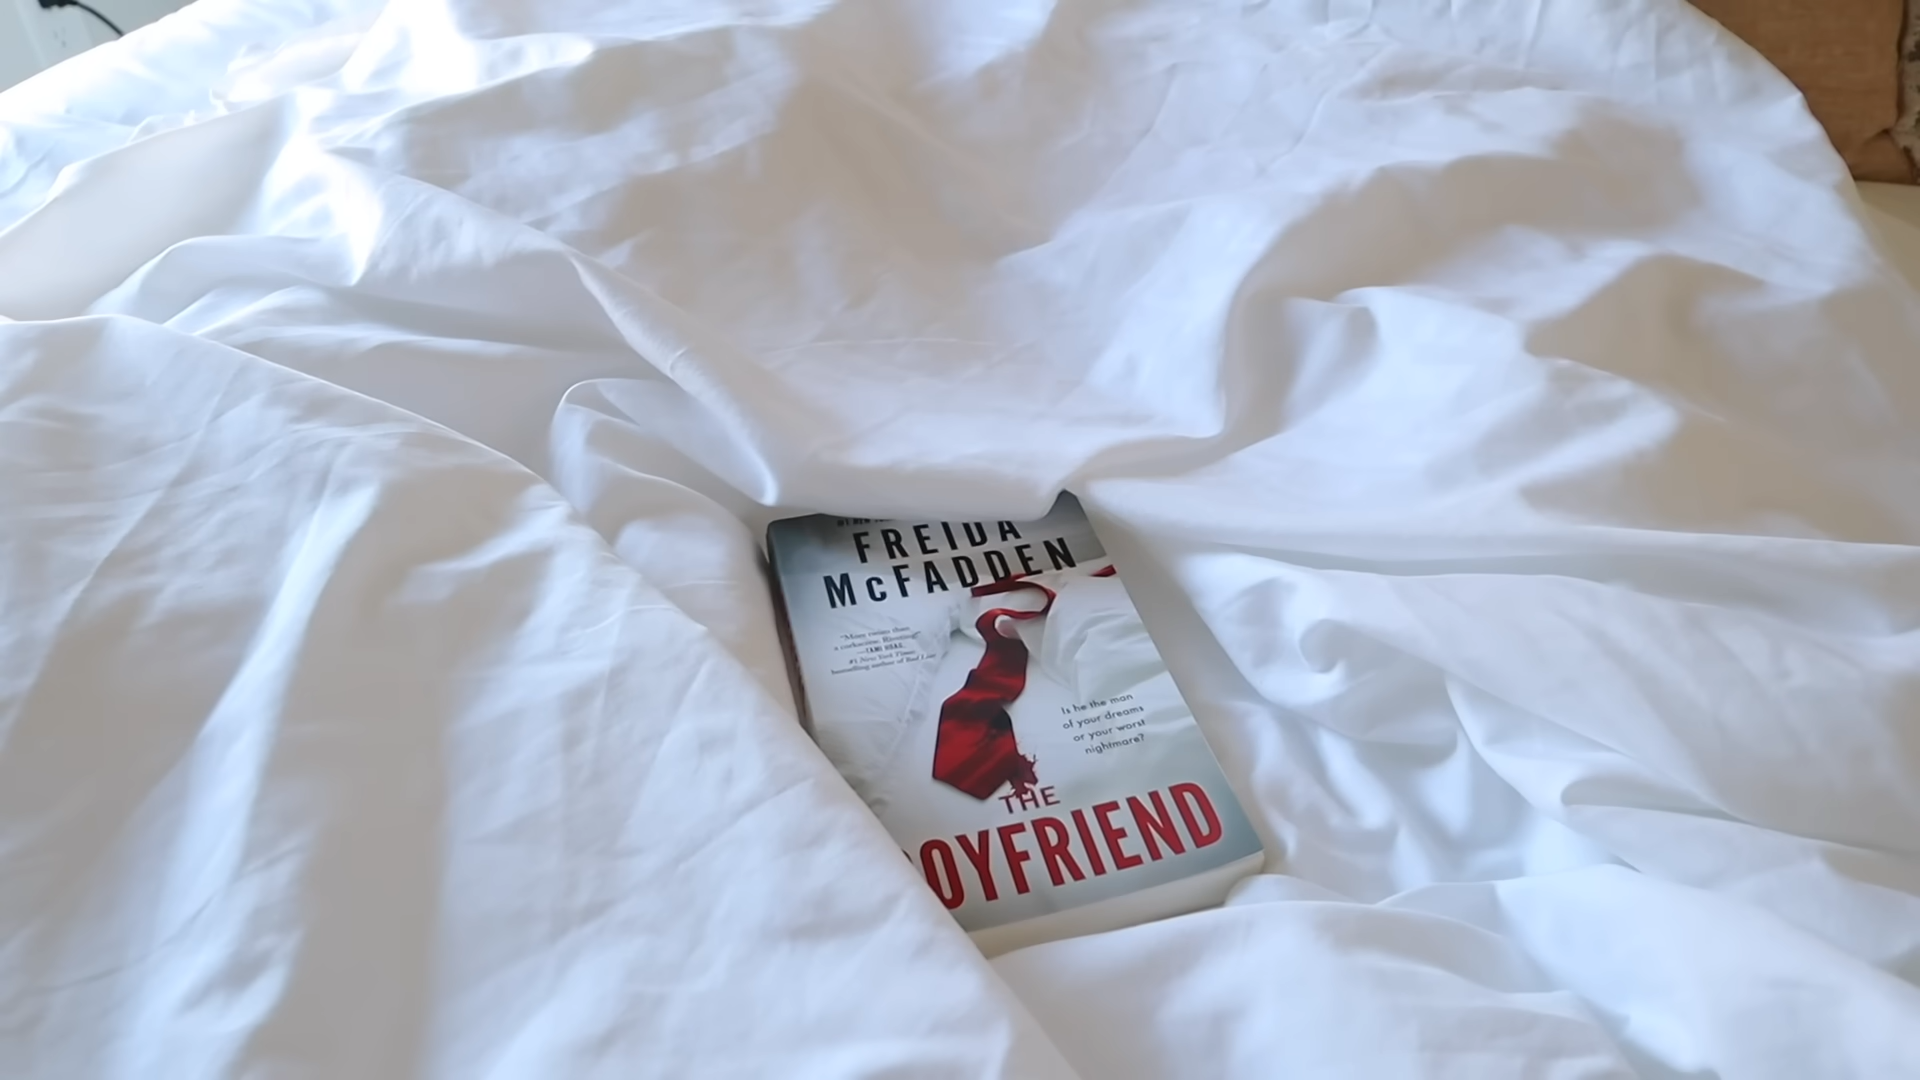 FREIDA
McFADDEN
"More twists than
a corkscrew. Riveting!"
—TAMI HOAG,
#1 New York Times
bestselling author of Bad Liar
Is he the man
of your dreams
or your worst
nightmare?
THE
OYFRIEND